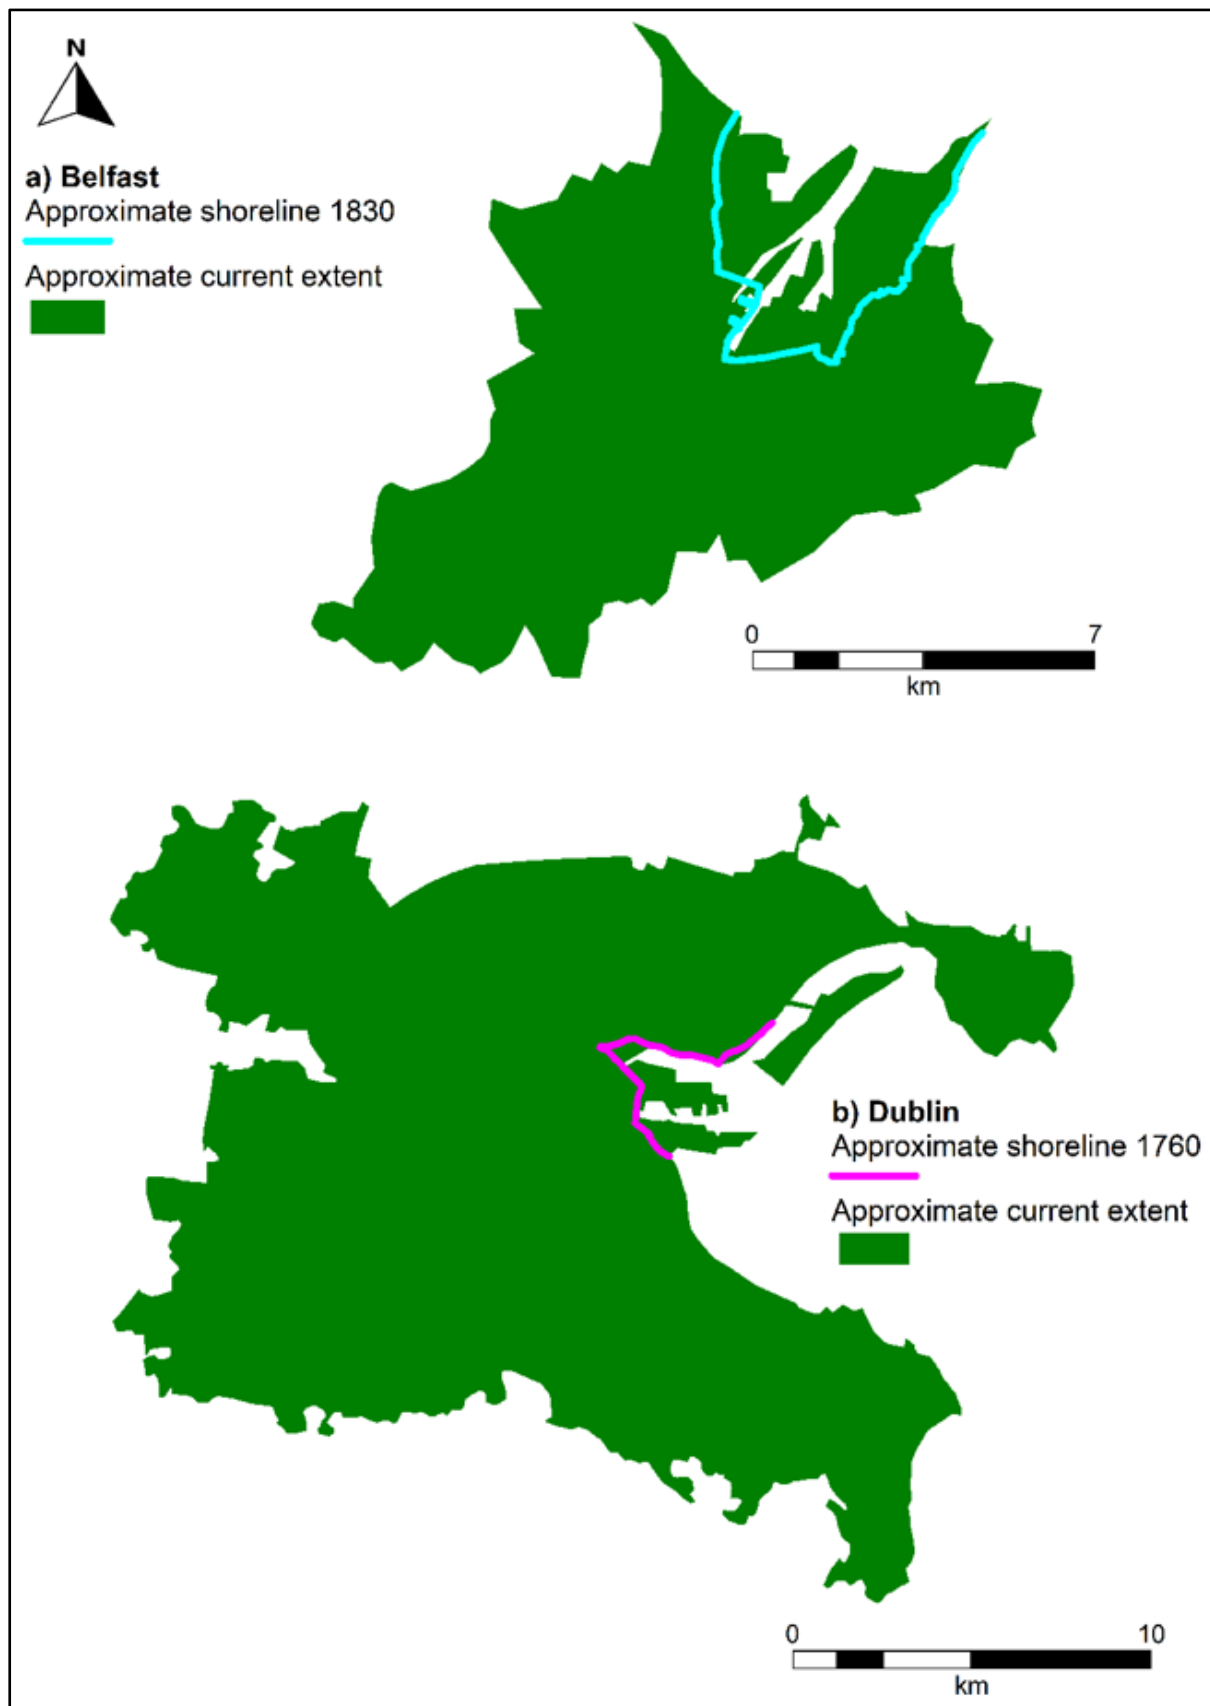 N
a) Belfast
Approximate shoreline 1830
Approximate current extent
0 7
km
b) Dublin
Approximate shoreline 1760
Approximate current extent
0 10
km